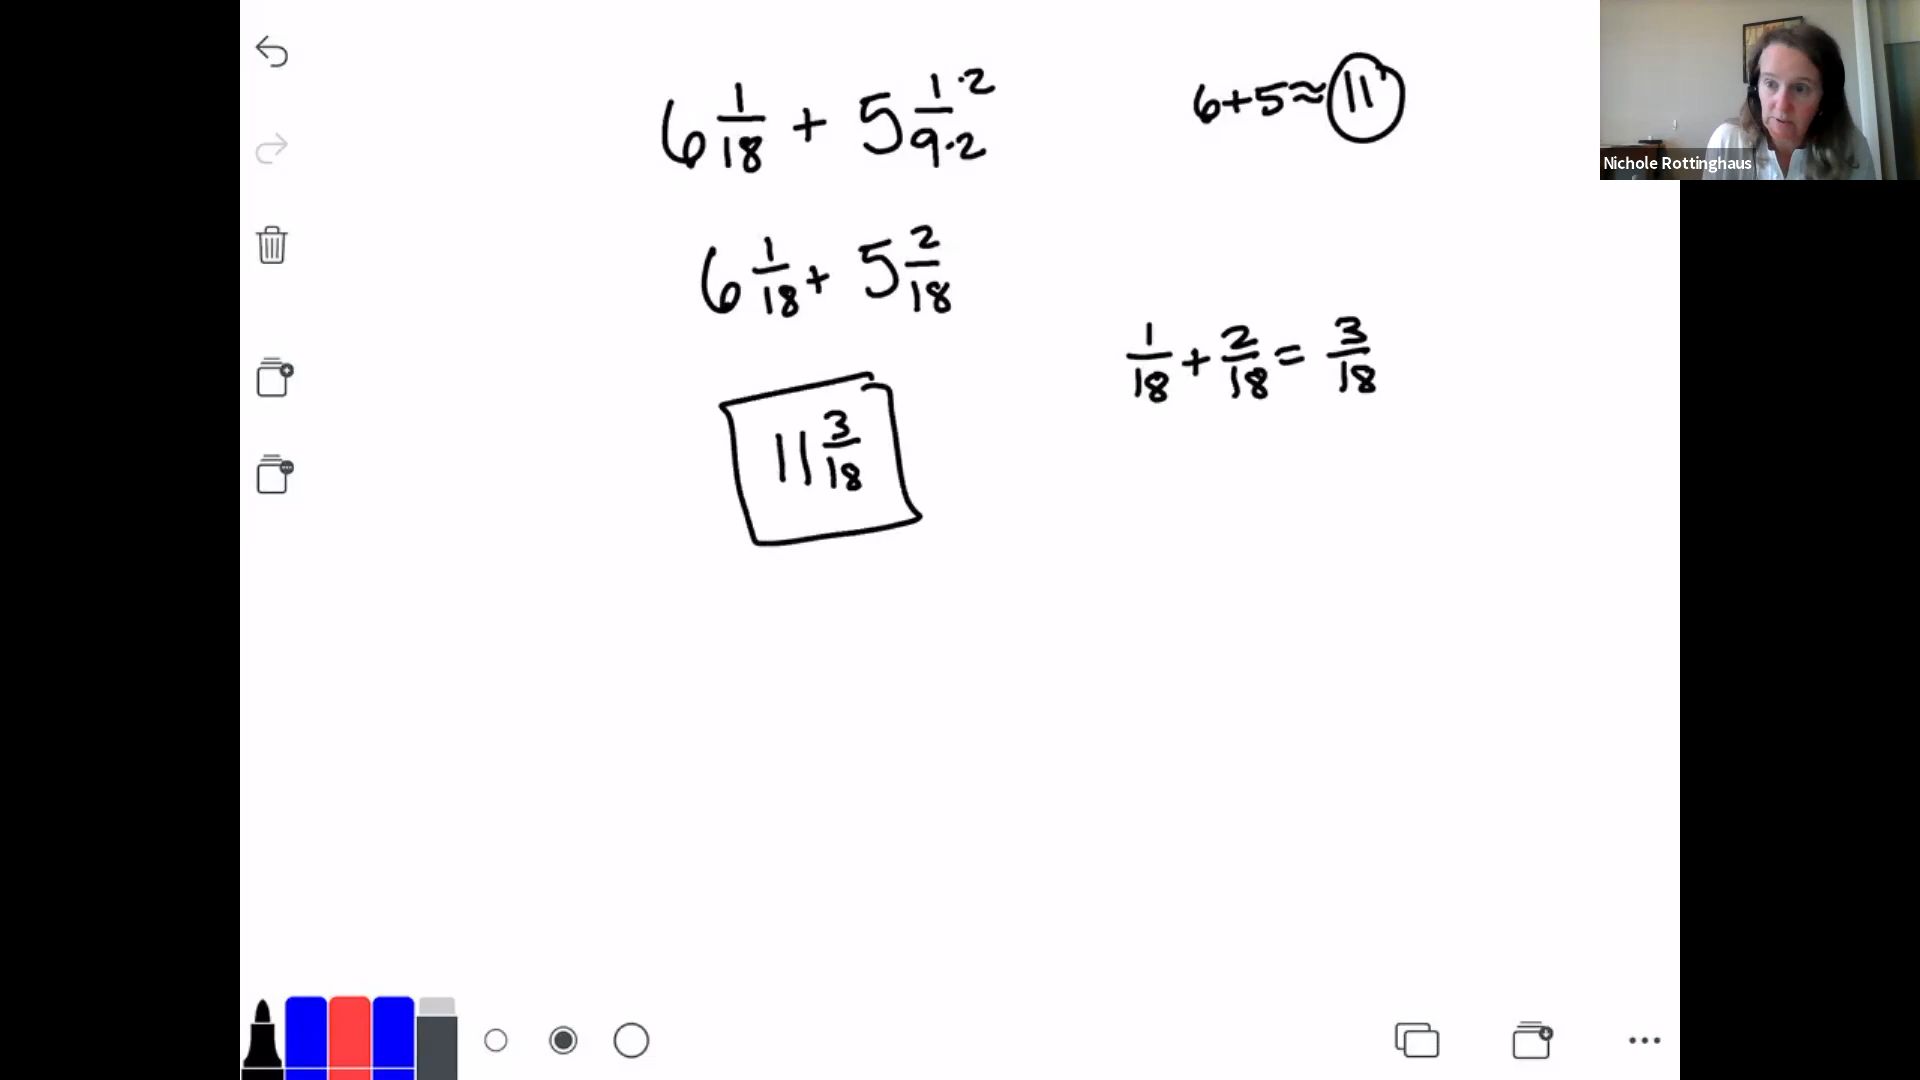 6 1/18 + 5 1·2/9·2
6+5≈11
Nichole Rottinghaus
6 1/18 + 5 2/18
1/18 + 2/18 = 3/18
11 3/18